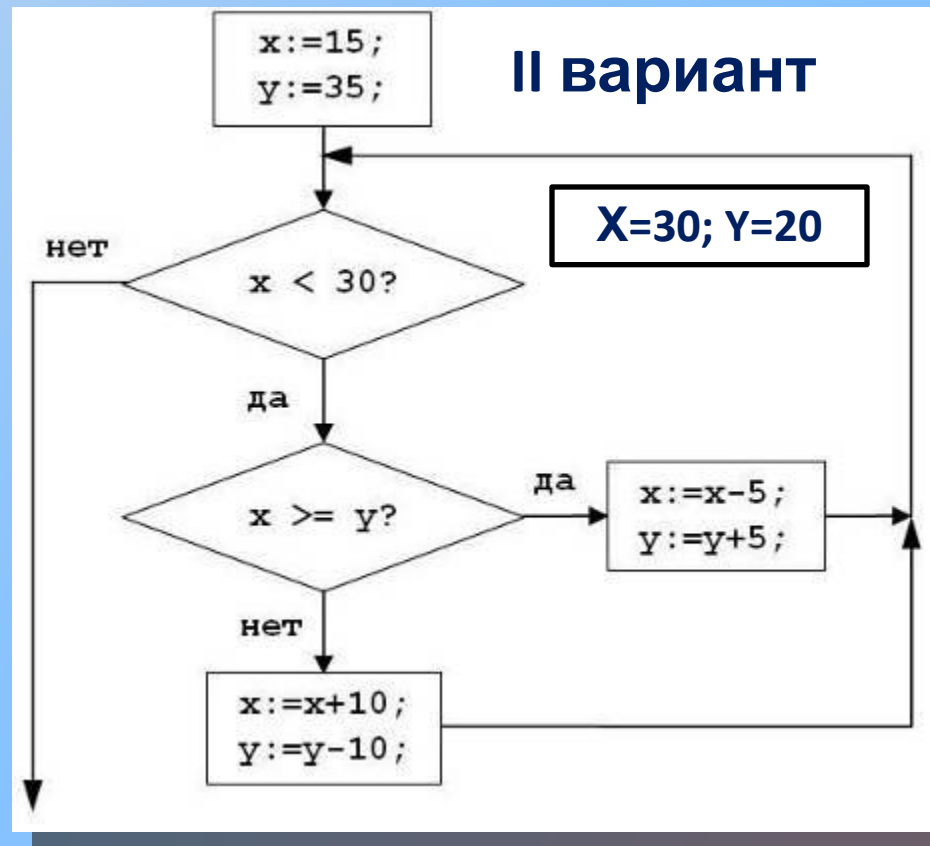 x:=15;
y:=35;
II вариант
X=30; Y=20
нет
x < 30?
да
x >= y?
да
x:=x-5;
y:=y+5;
нет
x:=x+10;
y:=y-10;